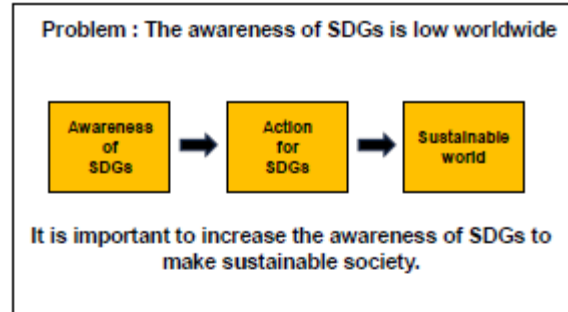 Problem : The awareness of SDGs is low worldwide
Awareness
of
SDGs
Action
for
SDGs
Sustainable
world
It is important to increase the awareness of SDGs to
make sustainable society.